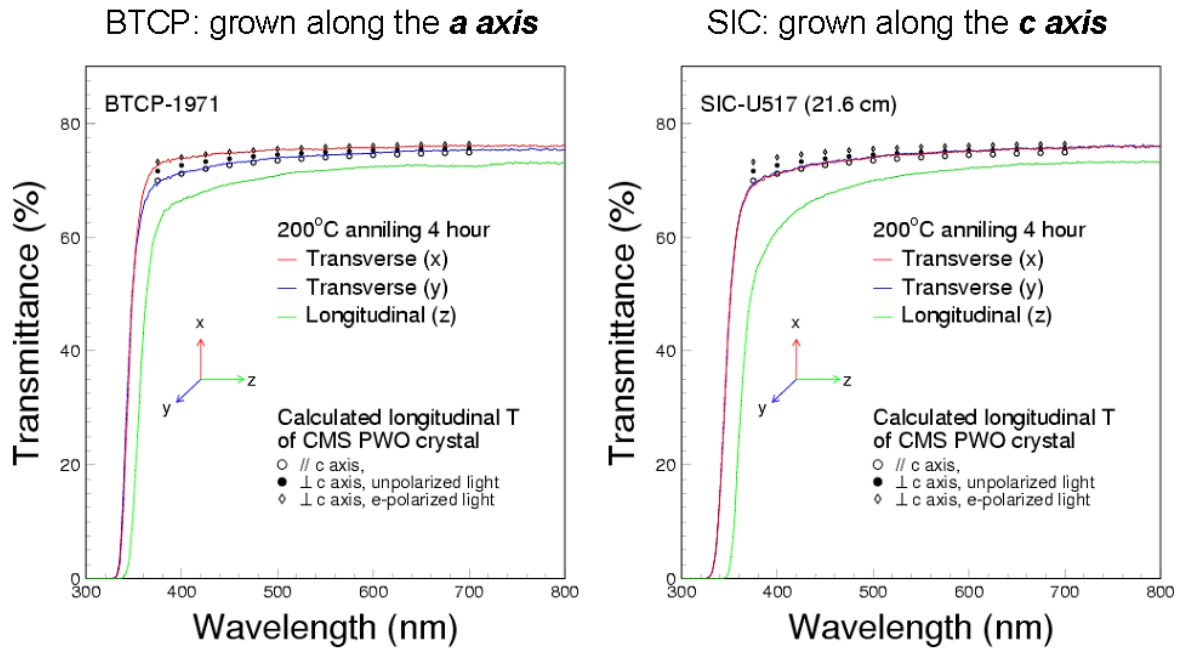 BTCP: grown along the a axis
BTCP-1971
80
60
40
20
0
Transmittance (%)
200°C anniling 4 hour
Transverse (x)
Transverse (y)
Longitudinal (z)
x
z
y
Calculated longitudinal T
of CMS PWO crystal
// c axis,
⊥ c axis, unpolarized light
⊥ c axis, e-polarized light
300 400 500 600 700 800
Wavelength (nm)
SIC: grown along the c axis
SIC-U517 (21.6 cm)
80
60
40
20
0
Transmittance (%)
200°C anniling 4 hour
Transverse (x)
Transverse (y)
Longitudinal (z)
x
z
y
Calculated longitudinal T
of CMS PWO crystal
// c axis,
⊥ c axis, unpolarized light
⊥ c axis, e-polarized light
300 400 500 600 700 800
Wavelength (nm)